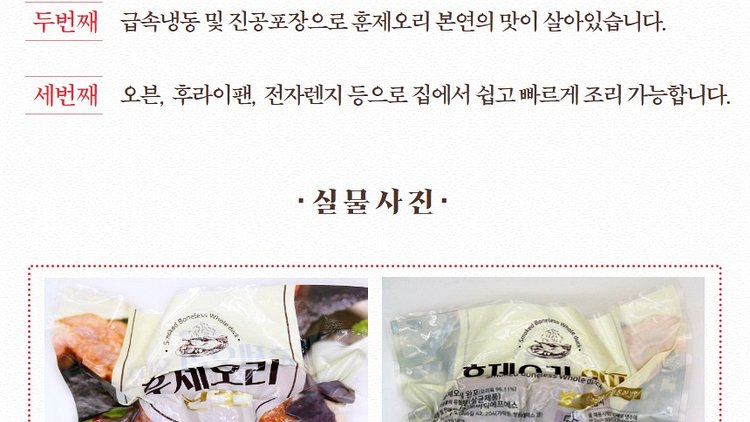 두번째 급속냉동 및 진공포장으로 훈제오리 본연의 맛이 살아있습니다.
세번째 오븐, 후라이팬, 전자렌지 등으로 집에서 쉽고 빠르게 조리 가능합니다.
·실물사진·
Smoked Boneless Whole duck
훈제오리
Smoked Boneless Whole duck
훈제오리
Smoked Boneless Whole duck